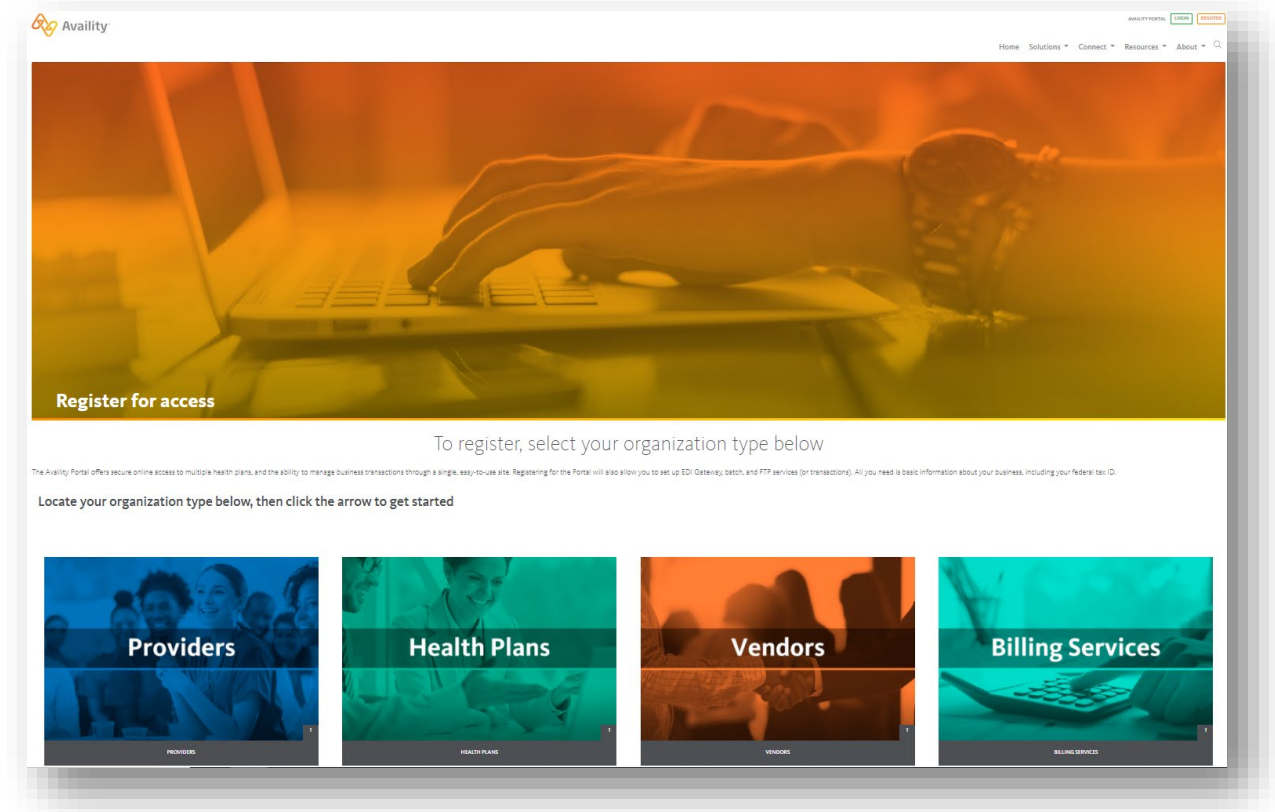 Availity
AVAILITY PORTAL LOGIN REGISTER
Home Solutions Connect Resources About
Register for access
To register, select your organization type below
The Availity Portal offers secure online access to multiple health plans, and the ability to manage business transactions through a single, easy-to-use site. Registering for the Portal will also allow you to set up EDI Gateway, batch, and FTP services (or transactions). All you need is basic information about your business, including your federal tax ID.
Locate your organization type below, then click the arrow to get started
Providers Health Plans Vendors Billing Services
PROVIDERS HEALTH PLANS VENDORS BILLING SERVICES